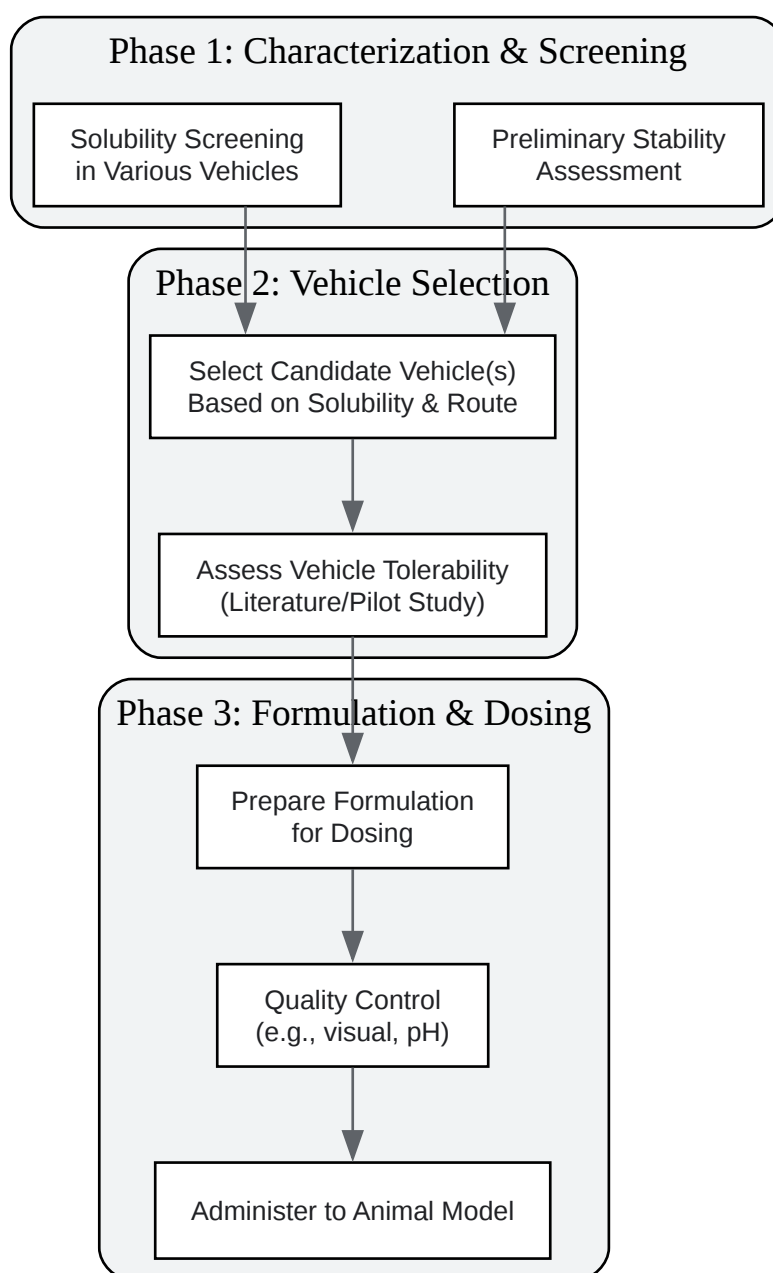 Phase 1: Characterization & Screening
Solubility Screening
in Various Vehicles
Preliminary Stability
Assessment
Phase 2: Vehicle Selection
Select Candidate Vehicle(s)
Based on Solubility & Route
Assess Vehicle Tolerability
(Literature/Pilot Study)
Phase 3: Formulation & Dosing
Prepare Formulation
for Dosing
Quality Control
(e.g., visual, pH)
Administer to Animal Model